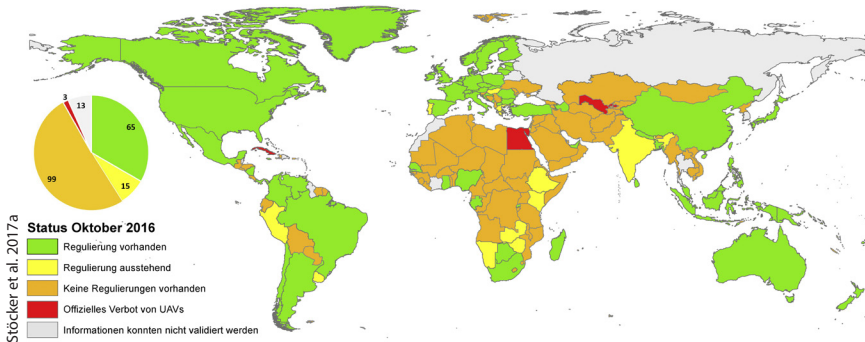 3
13
65
99
15
Status Oktober 2016
Regulierung vorhanden
Regulierung ausstehend
Keine Regulierungen vorhanden
Offizielles Verbot von UAVs
Informationen konnten nicht validiert werden
Stöcker et al. 2017a